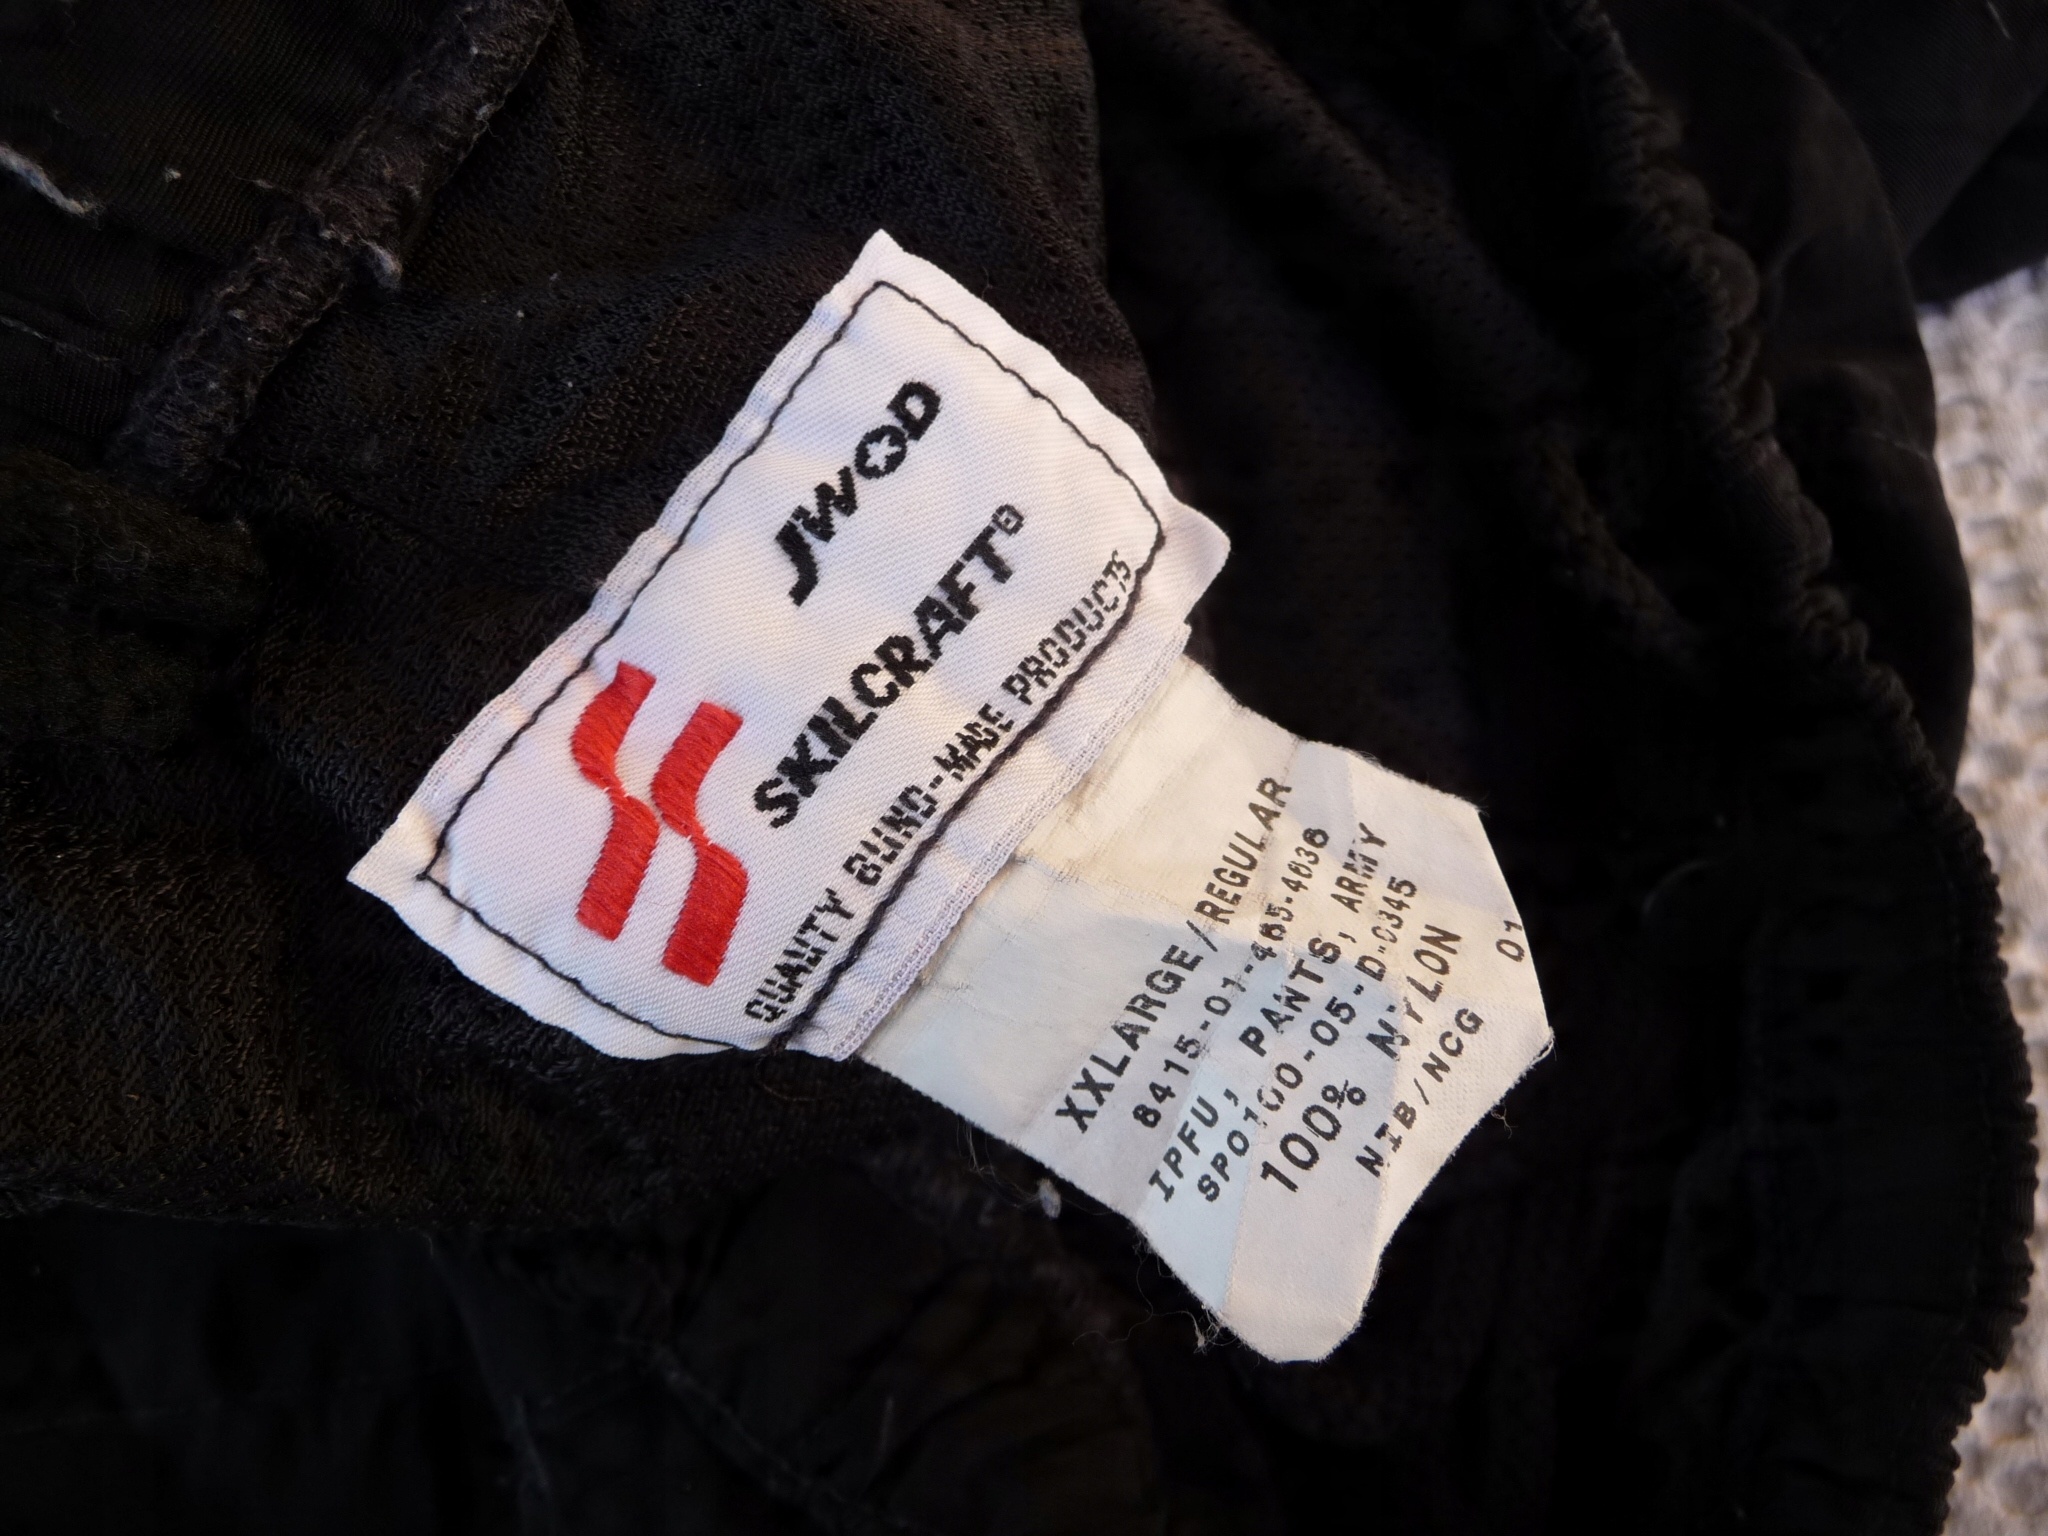 JWOD
SKILCRAFT®
QUALITY BLIND-MADE PRODUCTS
XXLARGE/REGULAR
8415-01-465-4636
IPFU, PANTS, ARMY
SPO100-05-D-0345
100% NYLON
NIB/NCG 01